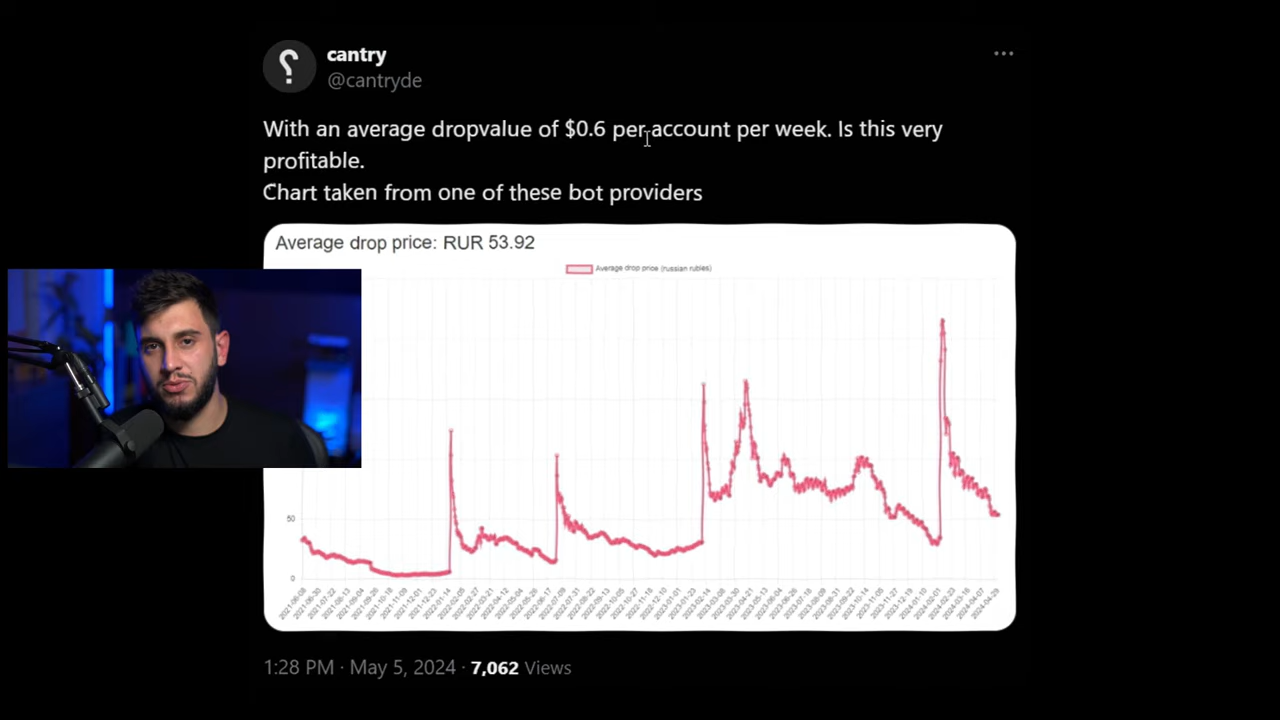 cantry
@cantryde
With an average dropvalue of $0.6 per account per week. Is this very
profitable.
Chart taken from one of these bot providers
Average drop price: RUR 53.92
Average drop price (russian rubles)
50
0
1:28 PM · May 5, 2024 · 7,062 Views